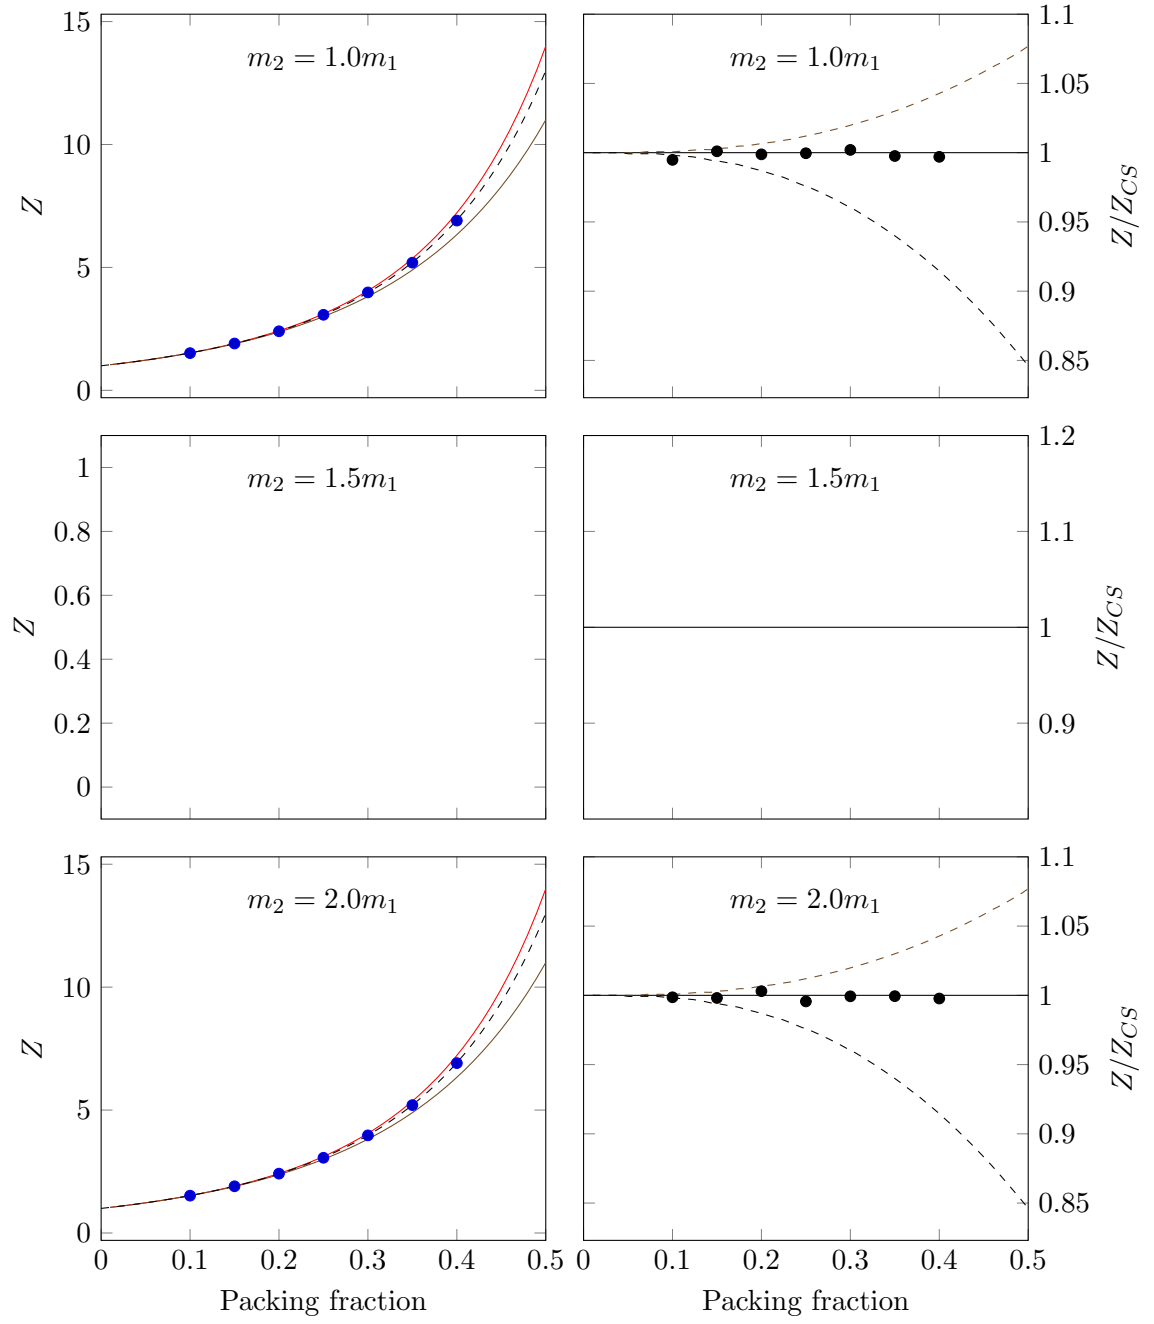 15
10
5
0
Z
m₂ = 1.0m₁
m₂ = 1.0m₁
1.1
1.05
1
0.95
0.9
0.85
Z/Z_CS
1
0.8
0.6
0.4
0.2
0
Z
m₂ = 1.5m₁
m₂ = 1.5m₁
1.2
1.1
1
0.9
Z/Z_CS
15
10
5
0
Z
m₂ = 2.0m₁
0 0.1 0.2 0.3 0.4 0.5
Packing fraction
m₂ = 2.0m₁
1.1
1.05
1
0.95
0.9
0.85
Z/Z_CS
0 0.1 0.2 0.3 0.4 0.5
Packing fraction